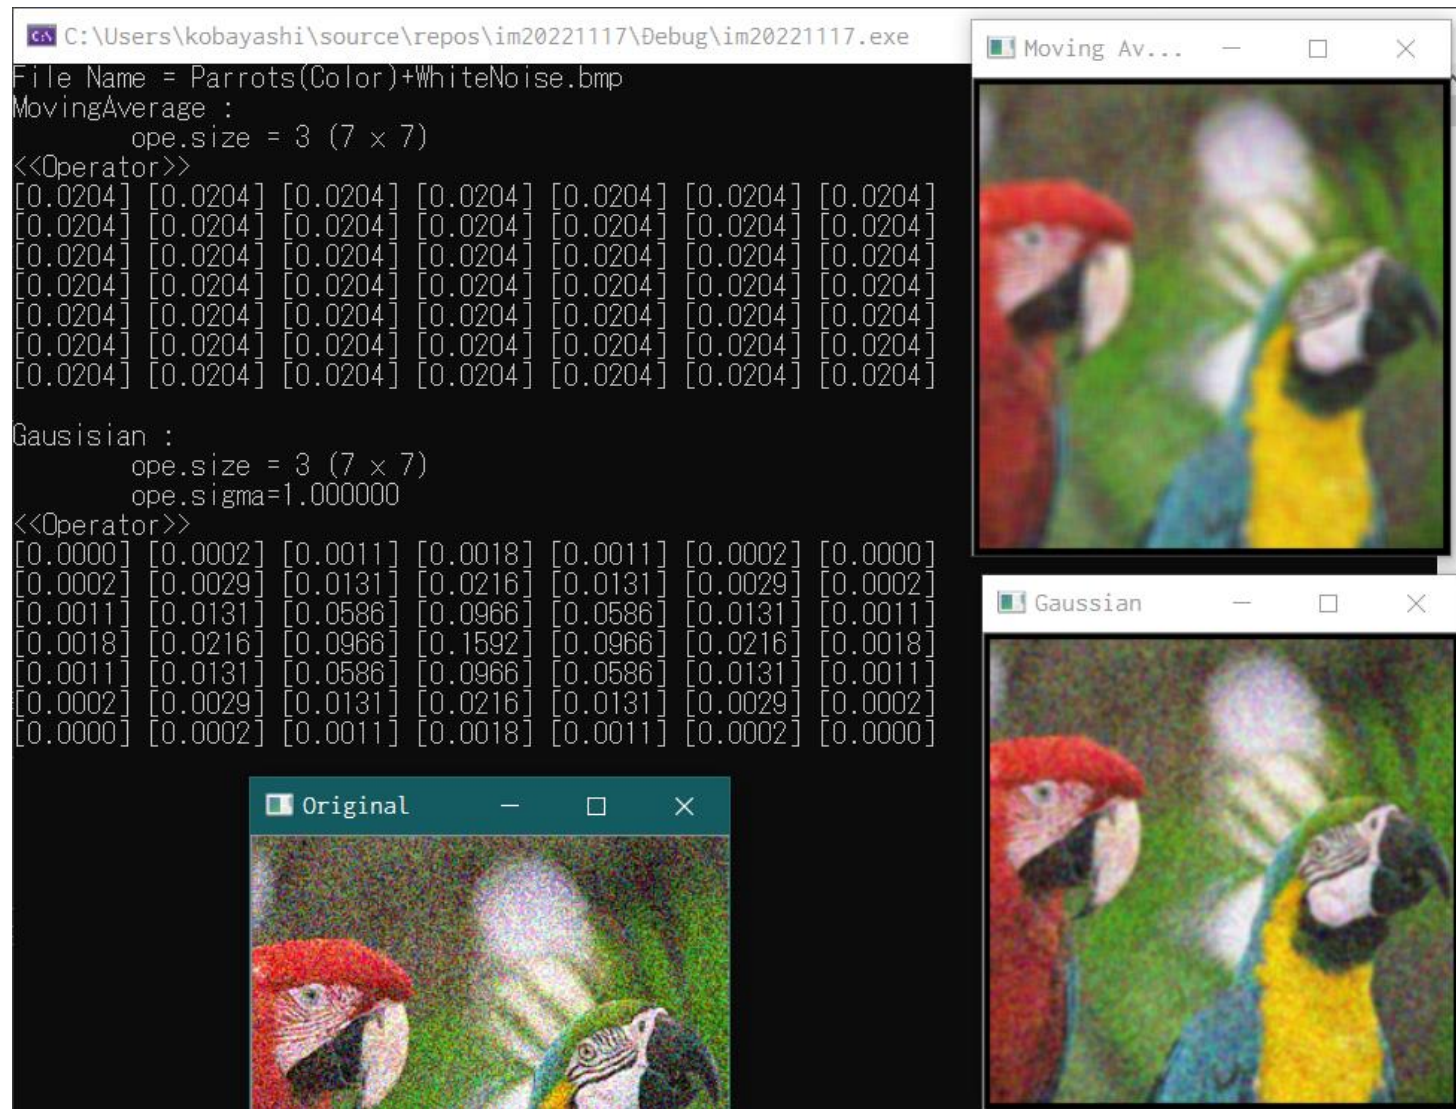 C:\Users\kobayashi\source\repos\im20221117\Debug\im20221117.exe
File Name = Parrots(Color)+WhiteNoise.bmp
MovingAverage :
ope.size = 3 (7 × 7)
<<Operator>>
[0.0204] [0.0204] [0.0204] [0.0204] [0.0204] [0.0204] [0.0204]
[0.0204] [0.0204] [0.0204] [0.0204] [0.0204] [0.0204] [0.0204]
[0.0204] [0.0204] [0.0204] [0.0204] [0.0204] [0.0204] [0.0204]
[0.0204] [0.0204] [0.0204] [0.0204] [0.0204] [0.0204] [0.0204]
[0.0204] [0.0204] [0.0204] [0.0204] [0.0204] [0.0204] [0.0204]
[0.0204] [0.0204] [0.0204] [0.0204] [0.0204] [0.0204] [0.0204]
[0.0204] [0.0204] [0.0204] [0.0204] [0.0204] [0.0204] [0.0204]
Gausisian :
ope.size = 3 (7 × 7)
ope.sigma=1.000000
<<Operator>>
[0.0000] [0.0002] [0.0011] [0.0018] [0.0011] [0.0002] [0.0000]
[0.0002] [0.0029] [0.0131] [0.0216] [0.0131] [0.0029] [0.0002]
[0.0011] [0.0131] [0.0586] [0.0966] [0.0586] [0.0131] [0.0011]
[0.0018] [0.0216] [0.0966] [0.1592] [0.0966] [0.0216] [0.0018]
[0.0011] [0.0131] [0.0586] [0.0966] [0.0586] [0.0131] [0.0011]
[0.0002] [0.0029] [0.0131] [0.0216] [0.0131] [0.0029] [0.0002]
[0.0000] [0.0002] [0.0011] [0.0018] [0.0011] [0.0002] [0.0000]
Moving Av...
Gaussian
Original